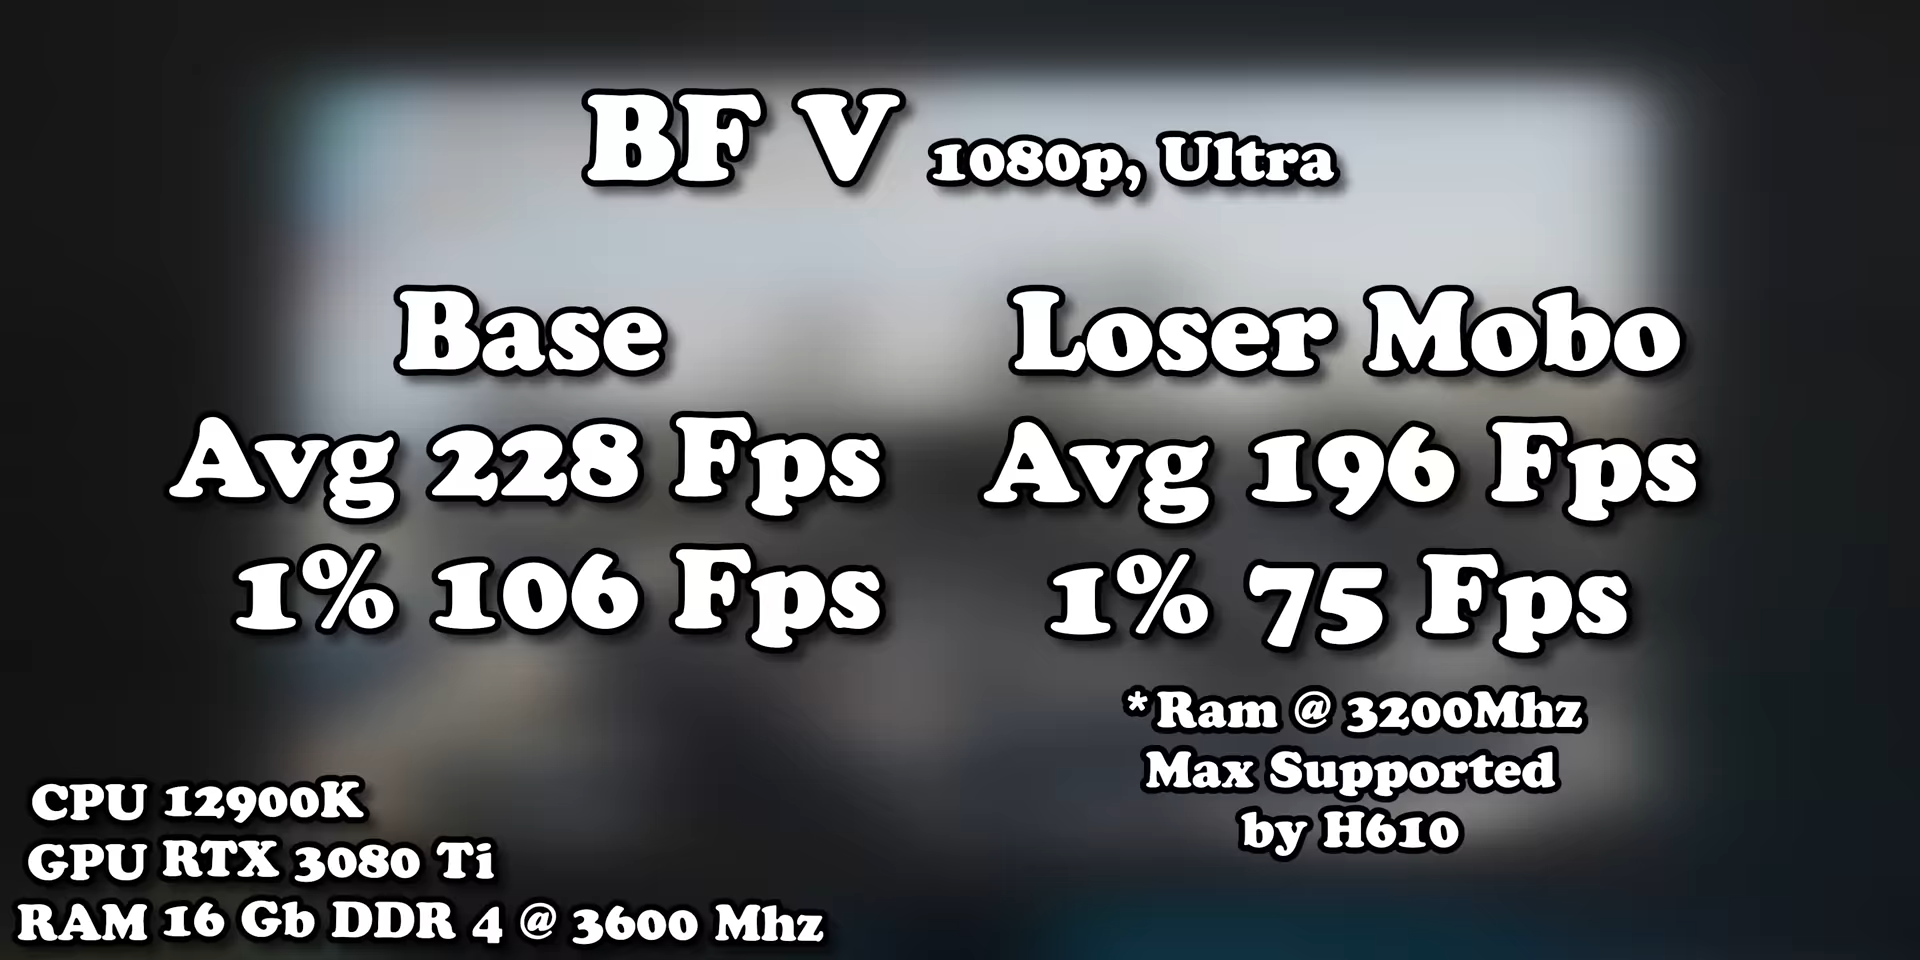 BF V 1080p, Ultra
Base
Avg 228 Fps
1% 106 Fps
Loser Mobo
Avg 196 Fps
1% 75 Fps
*Ram @ 3200Mhz
Max Supported
by H610
CPU 12900K
GPU RTX 3080 Ti
RAM 16 Gb DDR 4 @ 3600 Mhz